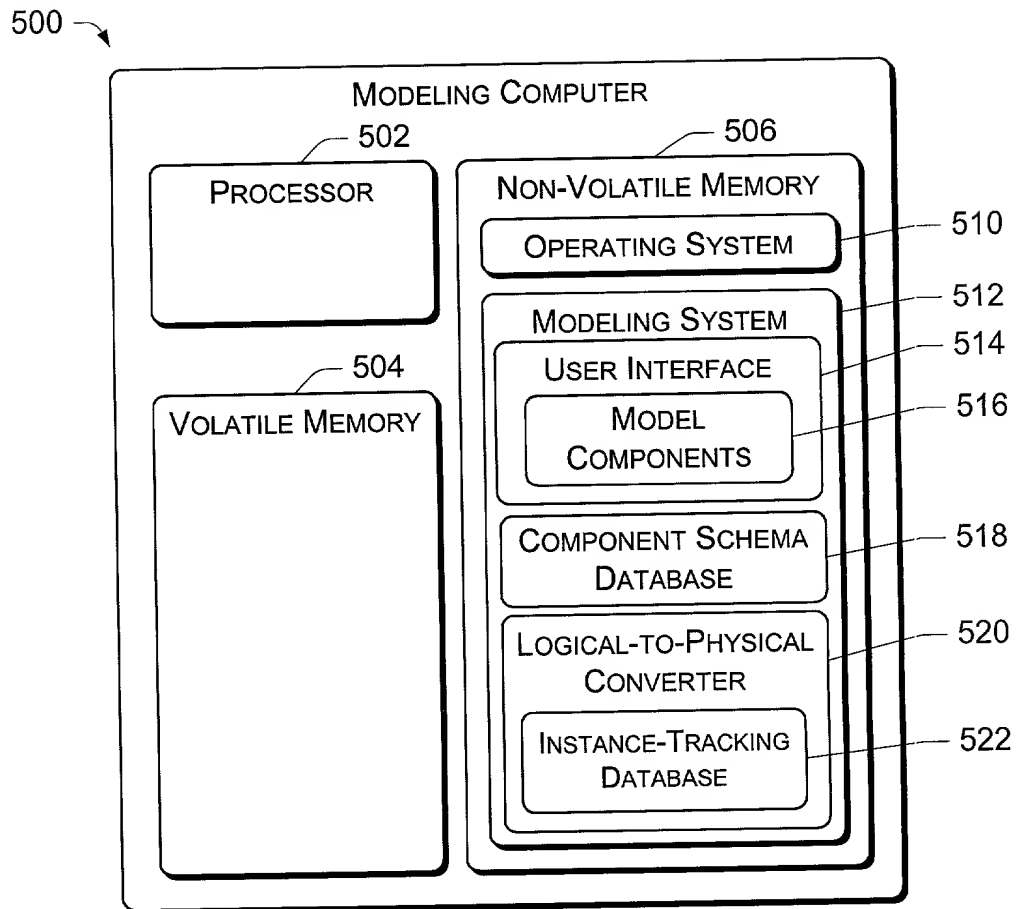 500
MODELING COMPUTER
502
PROCESSOR
504
VOLATILE MEMORY
506
NON-VOLATILE MEMORY
OPERATING SYSTEM
510
MODELING SYSTEM
512
USER INTERFACE
514
MODEL
COMPONENTS
516
COMPONENT SCHEMA
DATABASE
518
LOGICAL-TO-PHYSICAL
CONVERTER
520
INSTANCE-TRACKING
DATABASE
522